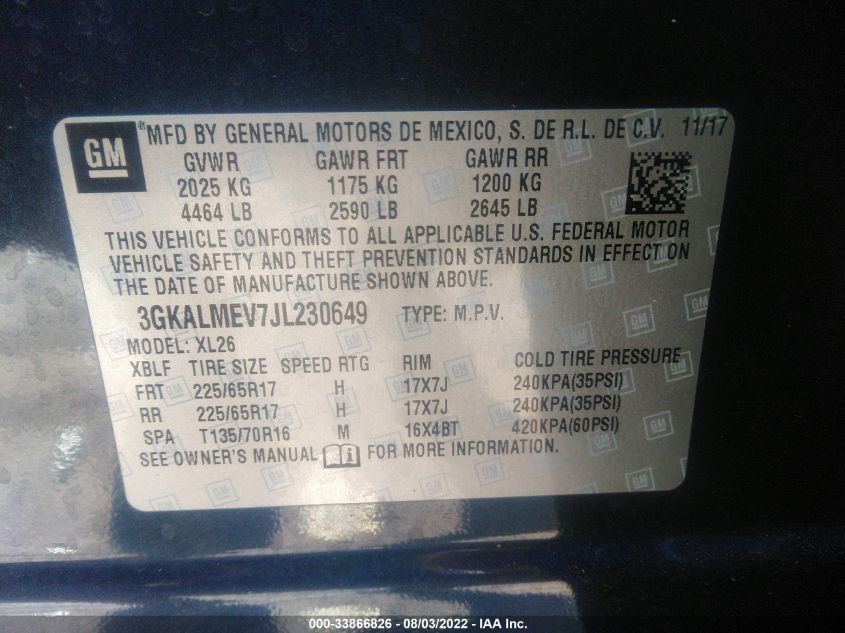 GM ® MFD BY GENERAL MOTORS DE MEXICO, S. DE R.L. DE C.V. 11/17
GVWR GAWR FRT GAWR RR
2025 KG 1175 KG 1200 KG
4464 LB 2590 LB 2645 LB
THIS VEHICLE CONFORMS TO ALL APPLICABLE U.S. FEDERAL MOTOR
VEHICLE SAFETY AND THEFT PREVENTION STANDARDS IN EFFECT ON
THE DATE OF MANUFACTURE SHOWN ABOVE.
3GKALMEV7JL230649 TYPE: M.P.V.
MODEL: XL26
XBLF TIRE SIZE SPEED RTG RIM COLD TIRE PRESSURE
FRT 225/65R17 H 17X7J 240KPA(35PSI)
RR 225/65R17 H 17X7J 240KPA(35PSI)
SPA T135/70R16 M 16X4BT 420KPA(60PSI)
SEE OWNER'S MANUAL FOR MORE INFORMATION.
000-33866826 - 08/03/2022 - IAA Inc.